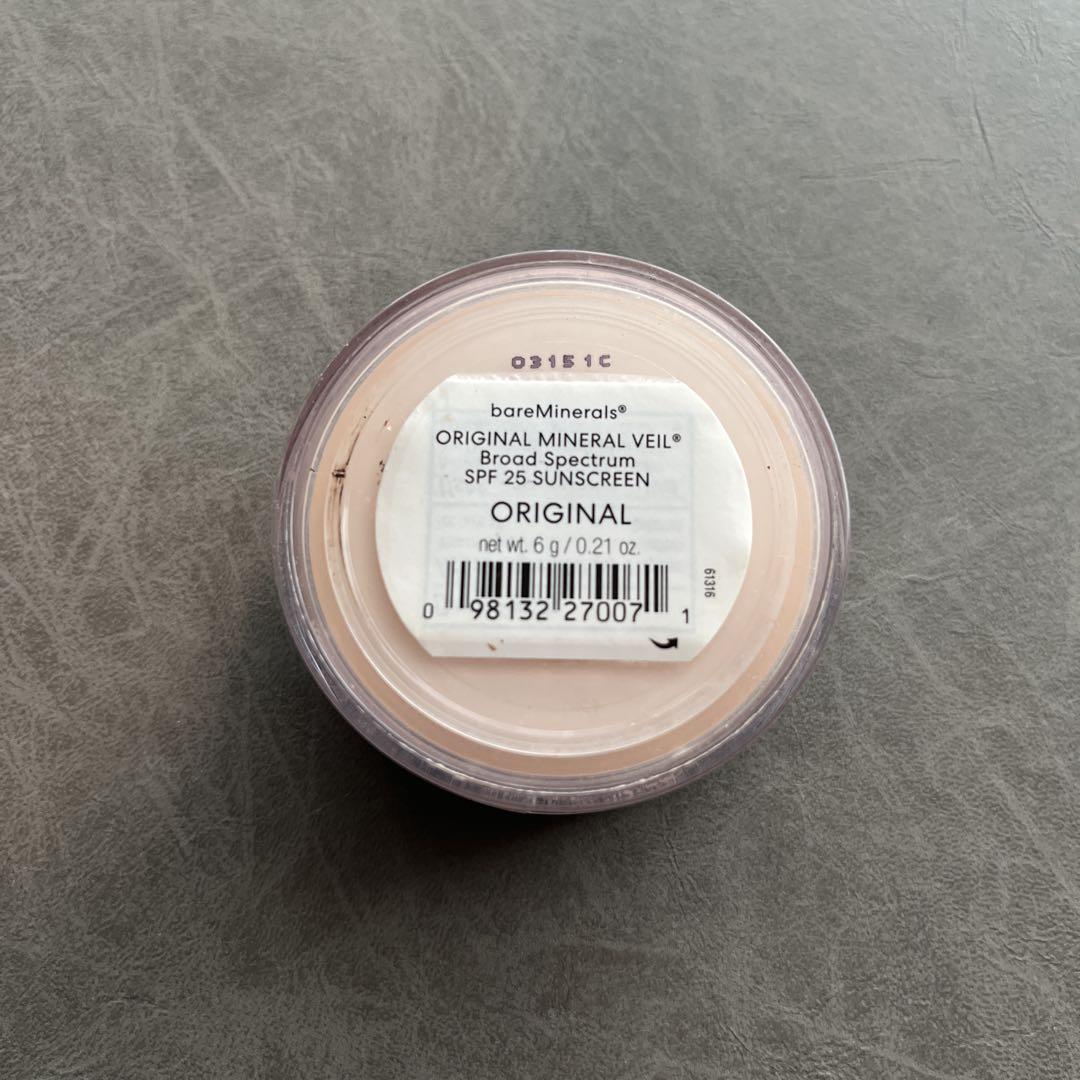 03151C
bareMinerals®
ORIGINAL MINERAL VEIL®
Broad Spectrum
SPF 25 SUNSCREEN
ORIGINAL
net wt. 6 g / 0.21 oz.
61316
0 98132 27007 1